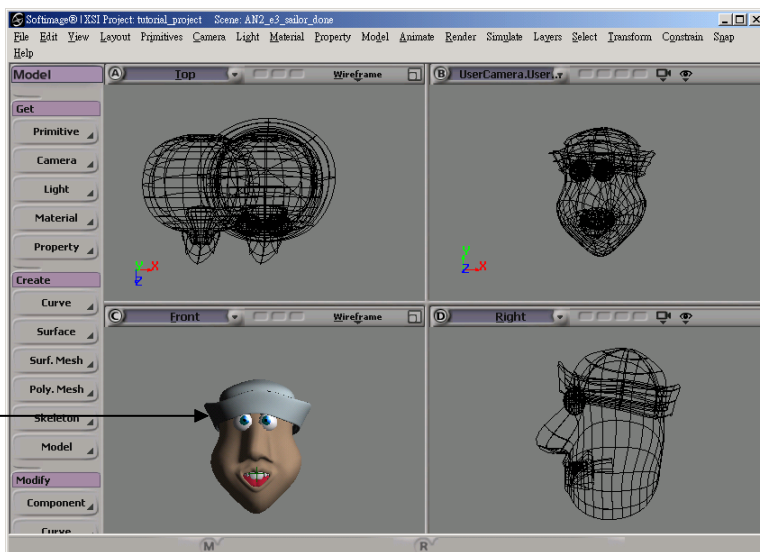 Softimage® | XSI Project: tutorial_project Scene: AN2_e3_sailor_done
File Edit View Layout Primitives Camera Light Material Property Model Animate Render Simulate Layers Select Transform Constrain Snap
Help
Model
Get
Primitive
Camera
Light
Material
Property
Create
Curve
Surface
Surf. Mesh
Poly. Mesh
Skeleton
Model
Modify
Component
Curve
A Top Wireframe
Y X
Z
B UserCamera.User...
Y
Z X
C Front Wireframe
D Right
M R